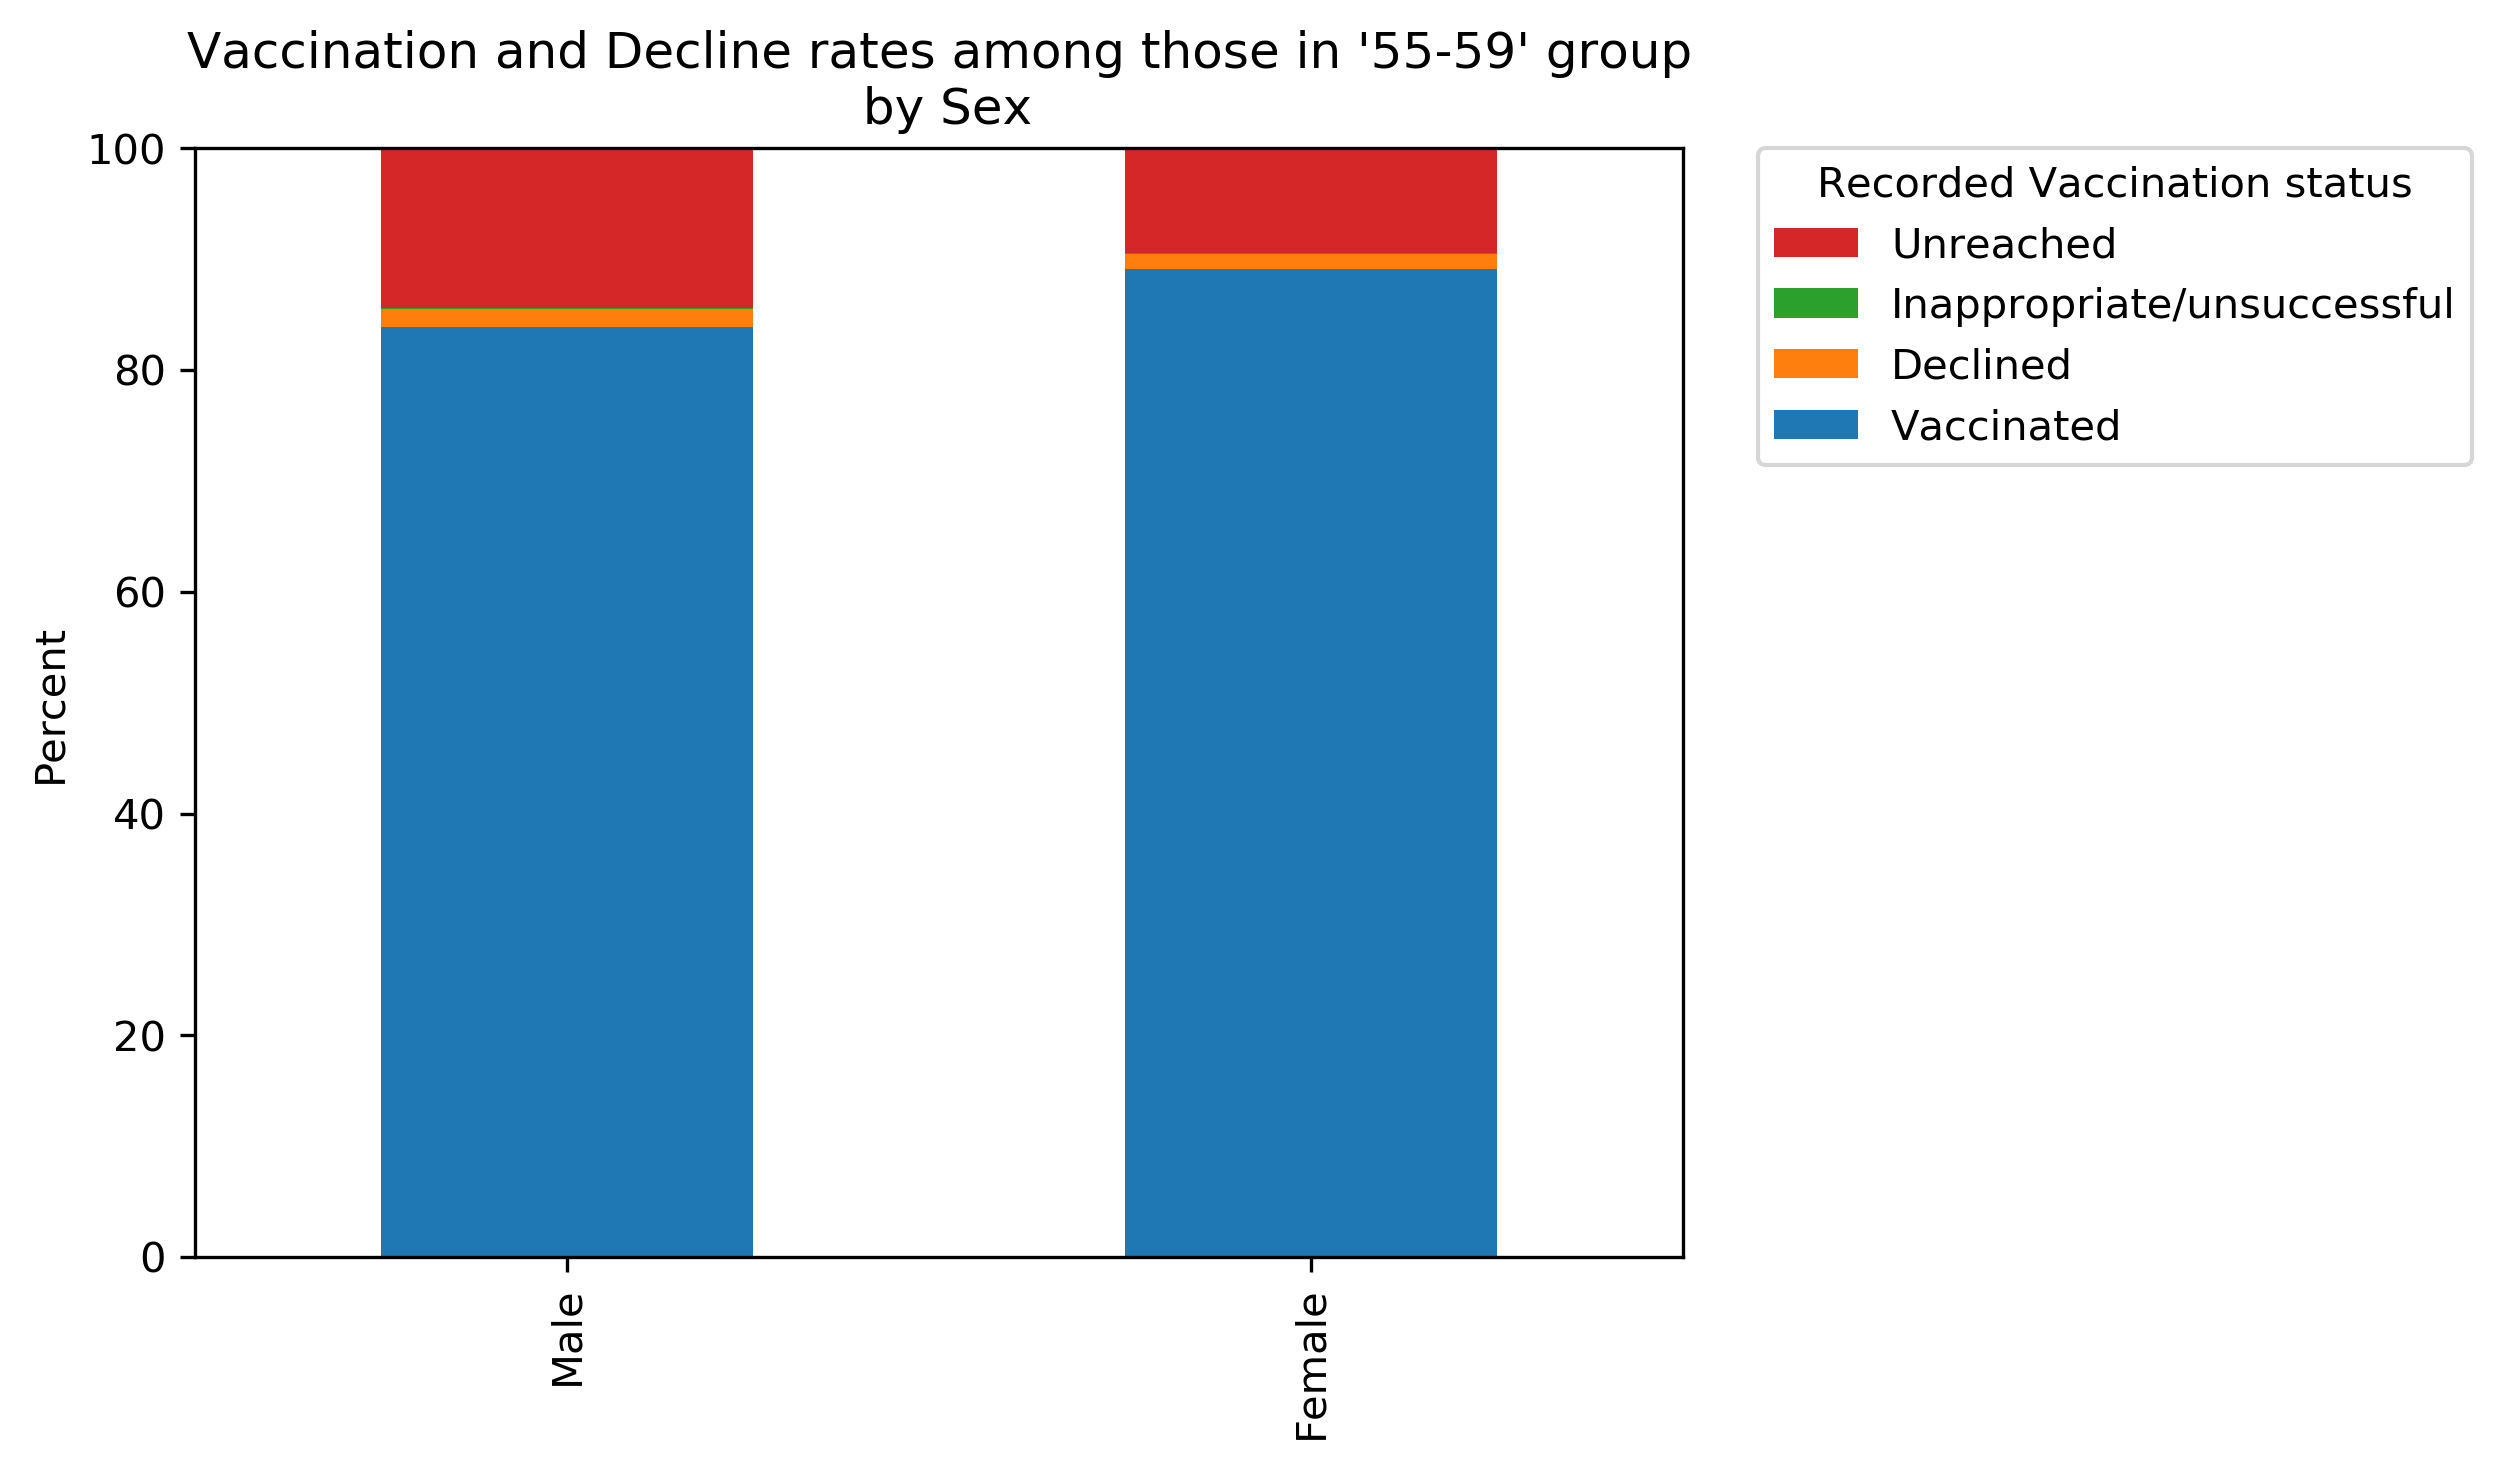 Vaccination and Decline rates among those in '55-59' group
by Sex
100
80
60
40
20
0
Percent
Male
Female
Recorded Vaccination status
Unreached
Inappropriate/unsuccessful
Declined
Vaccinated